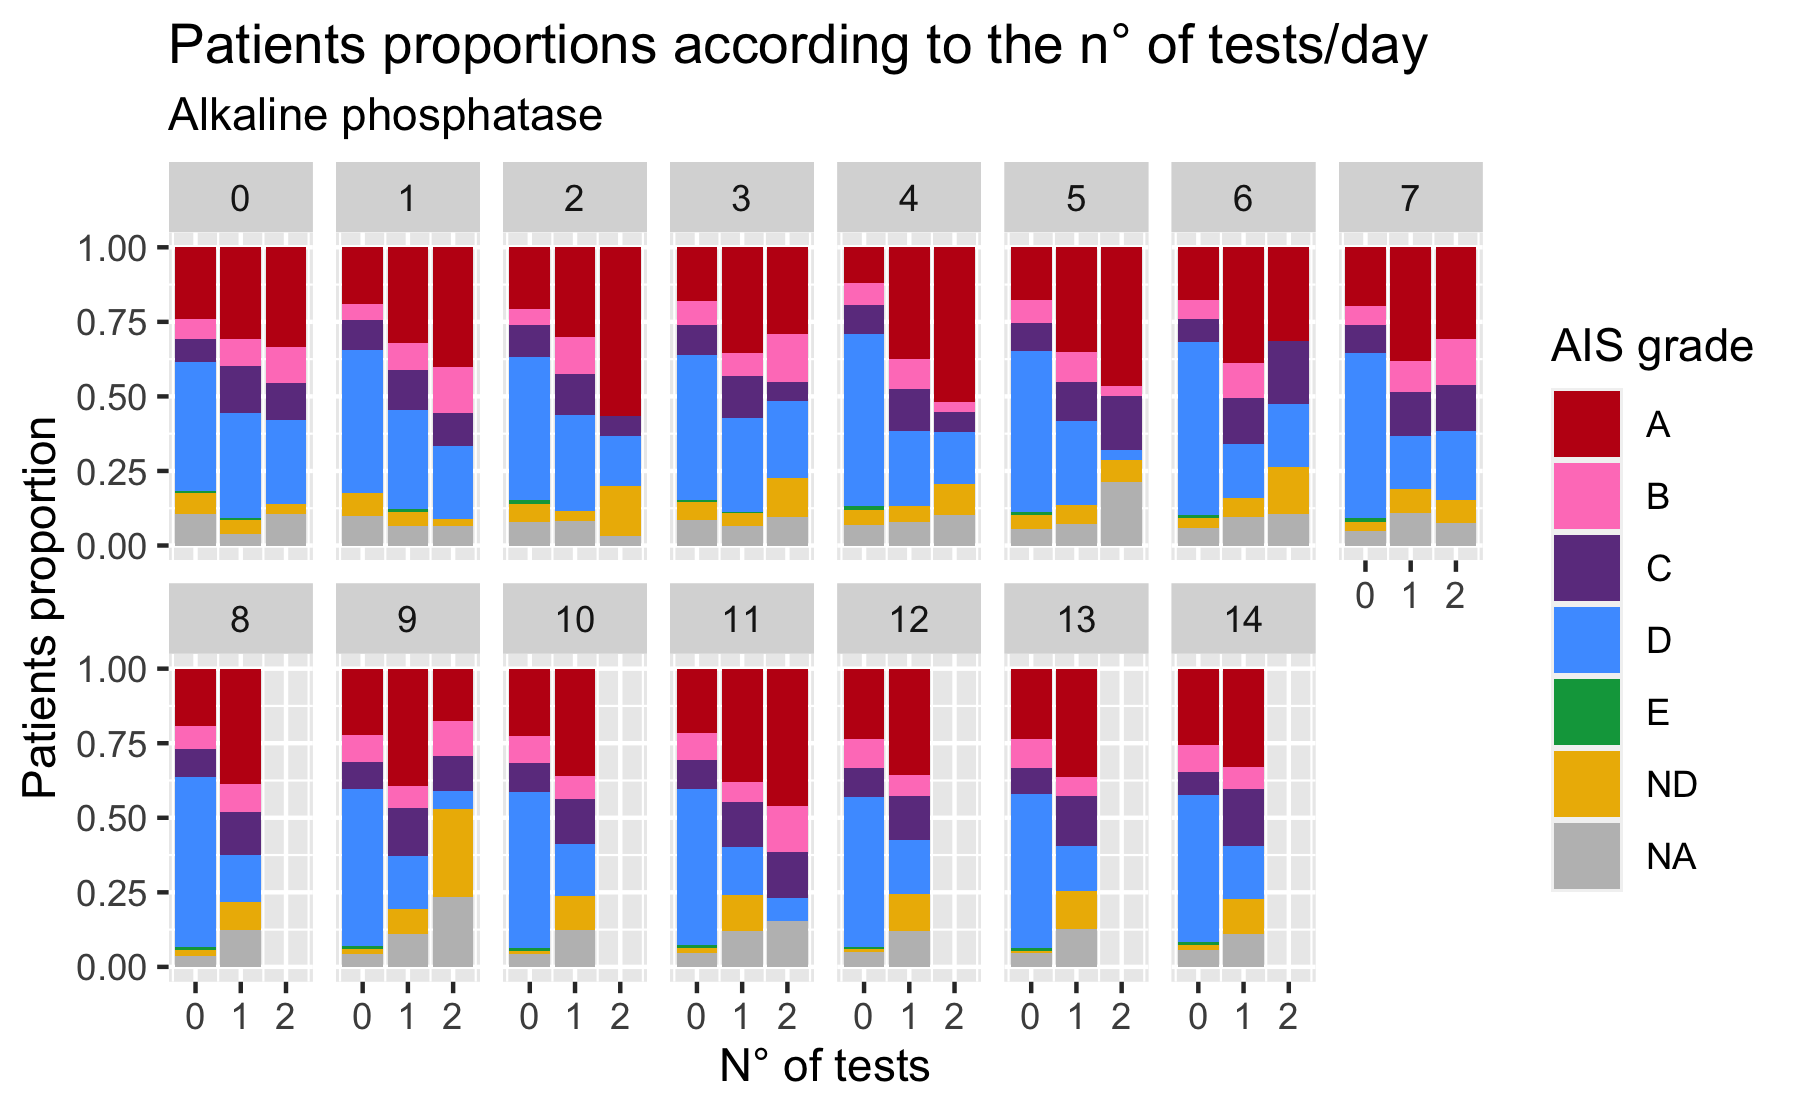 Patients proportions according to the n° of tests/day
Alkaline phosphatase
0 1 2 3 4 5 6 7
1.00
0.75
0.50
0.25
0.00
0 1 2
8 9 10 11 12 13 14
1.00
0.75
0.50
0.25
0.00
0 1 2 0 1 2 0 1 2 0 1 2 0 1 2 0 1 2 0 1 2
N° of tests
Patients proportion
AIS grade
A
B
C
D
E
ND
NA